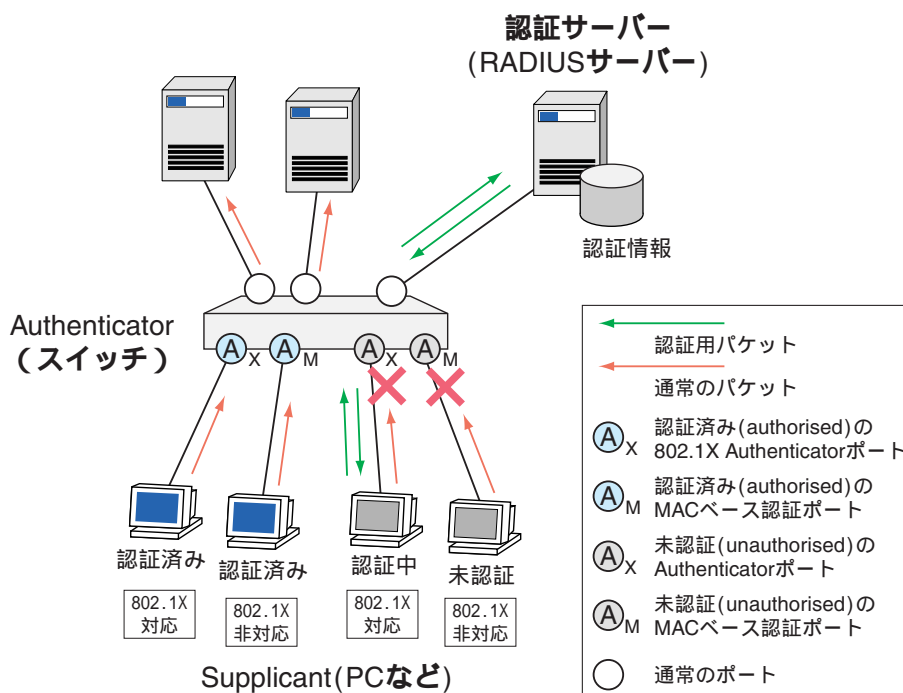 認証サーバー
(RADIUSサーバー)
認証情報
Authenticator
(スイッチ)
A X
A M
A X
A M
認証済み
認証済み
認証中
未認証
802.1X
対応
802.1X
非対応
802.1X
対応
802.1X
非対応
Supplicant(PCなど)
認証用パケット
通常のパケット
A X 認証済み(authorised)の
802.1X Authenticatorポート
A M 認証済み(authorised)の
MACベース認証ポート
A X 未認証(unauthorised)の
Authenticatorポート
A M 未認証(unauthorised)の
MACベース認証ポート
通常のポート